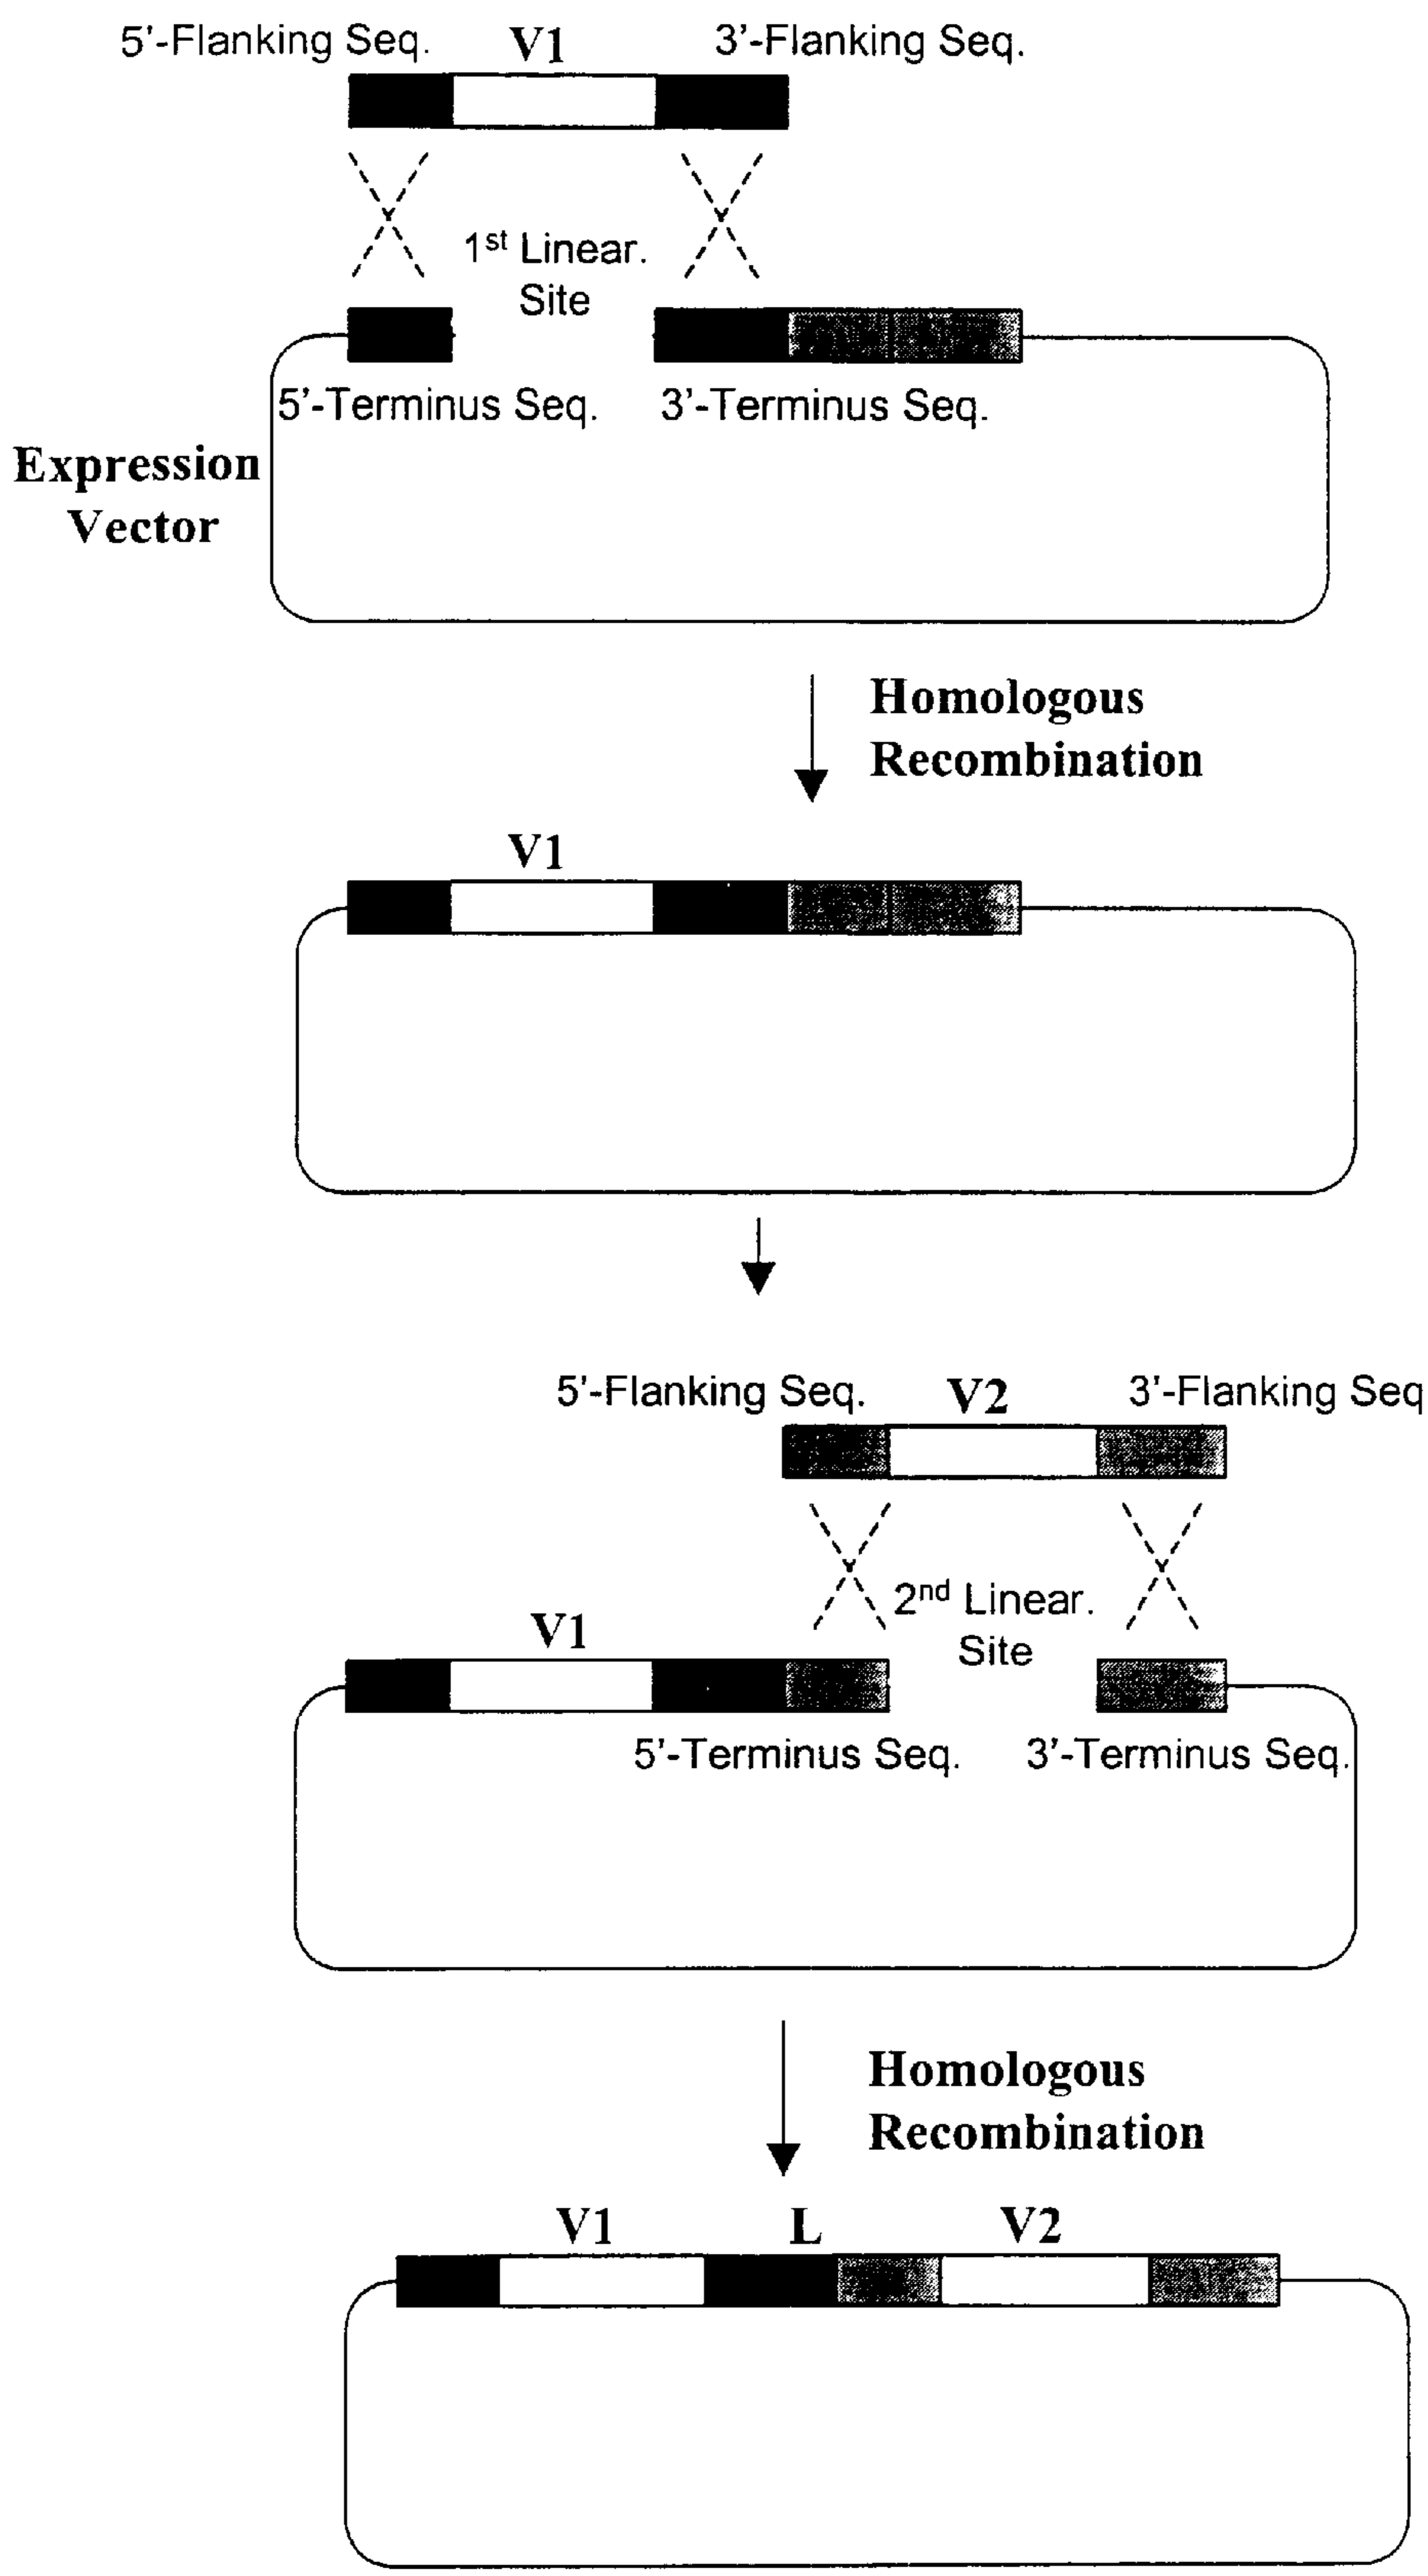 5'-Flanking Seq. V1 3'-Flanking Seq.
1st Linear.
Site
5'-Terminus Seq. 3'-Terminus Seq.
Expression
Vector
Homologous
Recombination
V1
5'-Flanking Seq. V2 3'-Flanking Seq
2nd Linear.
Site
V1
5'-Terminus Seq. 3'-Terminus Seq.
Homologous
Recombination
V1 L V2